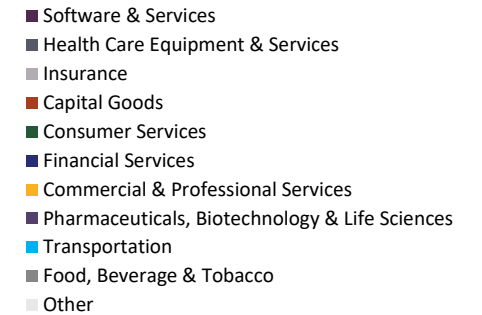 Software & Services
Health Care Equipment & Services
Insurance
Capital Goods
Consumer Services
Financial Services
Commercial & Professional Services
Pharmaceuticals, Biotechnology & Life Sciences
Transportation
Food, Beverage & Tobacco
Other